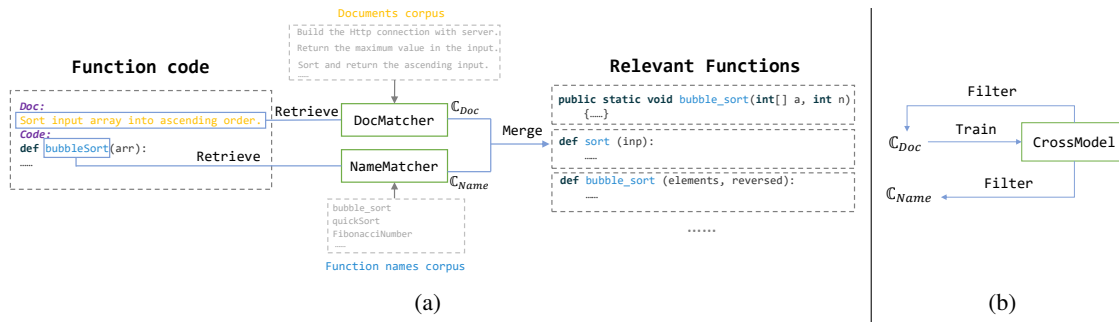 Documents corpus
Build the Http connection with server.
Return the maximum value in the input.
Sort and return the ascending input.
……
Function code
Doc:
Sort input array into ascending order.
Code:
def bubbleSort(arr):
……
Retrieve
Retrieve
DocMatcher
NameMatcher
ℂDoc
ℂName
Merge
bubble_sort
quickSort
FibonacciNumber
……
Function names corpus
Relevant Functions
public static void bubble_sort(int[] a, int n)
{……}
def sort (inp):
……
def bubble_sort (elements, reversed):
……
……
(a)
Filter
ℂDoc
Train
CrossModel
Filter
ℂName
(b)